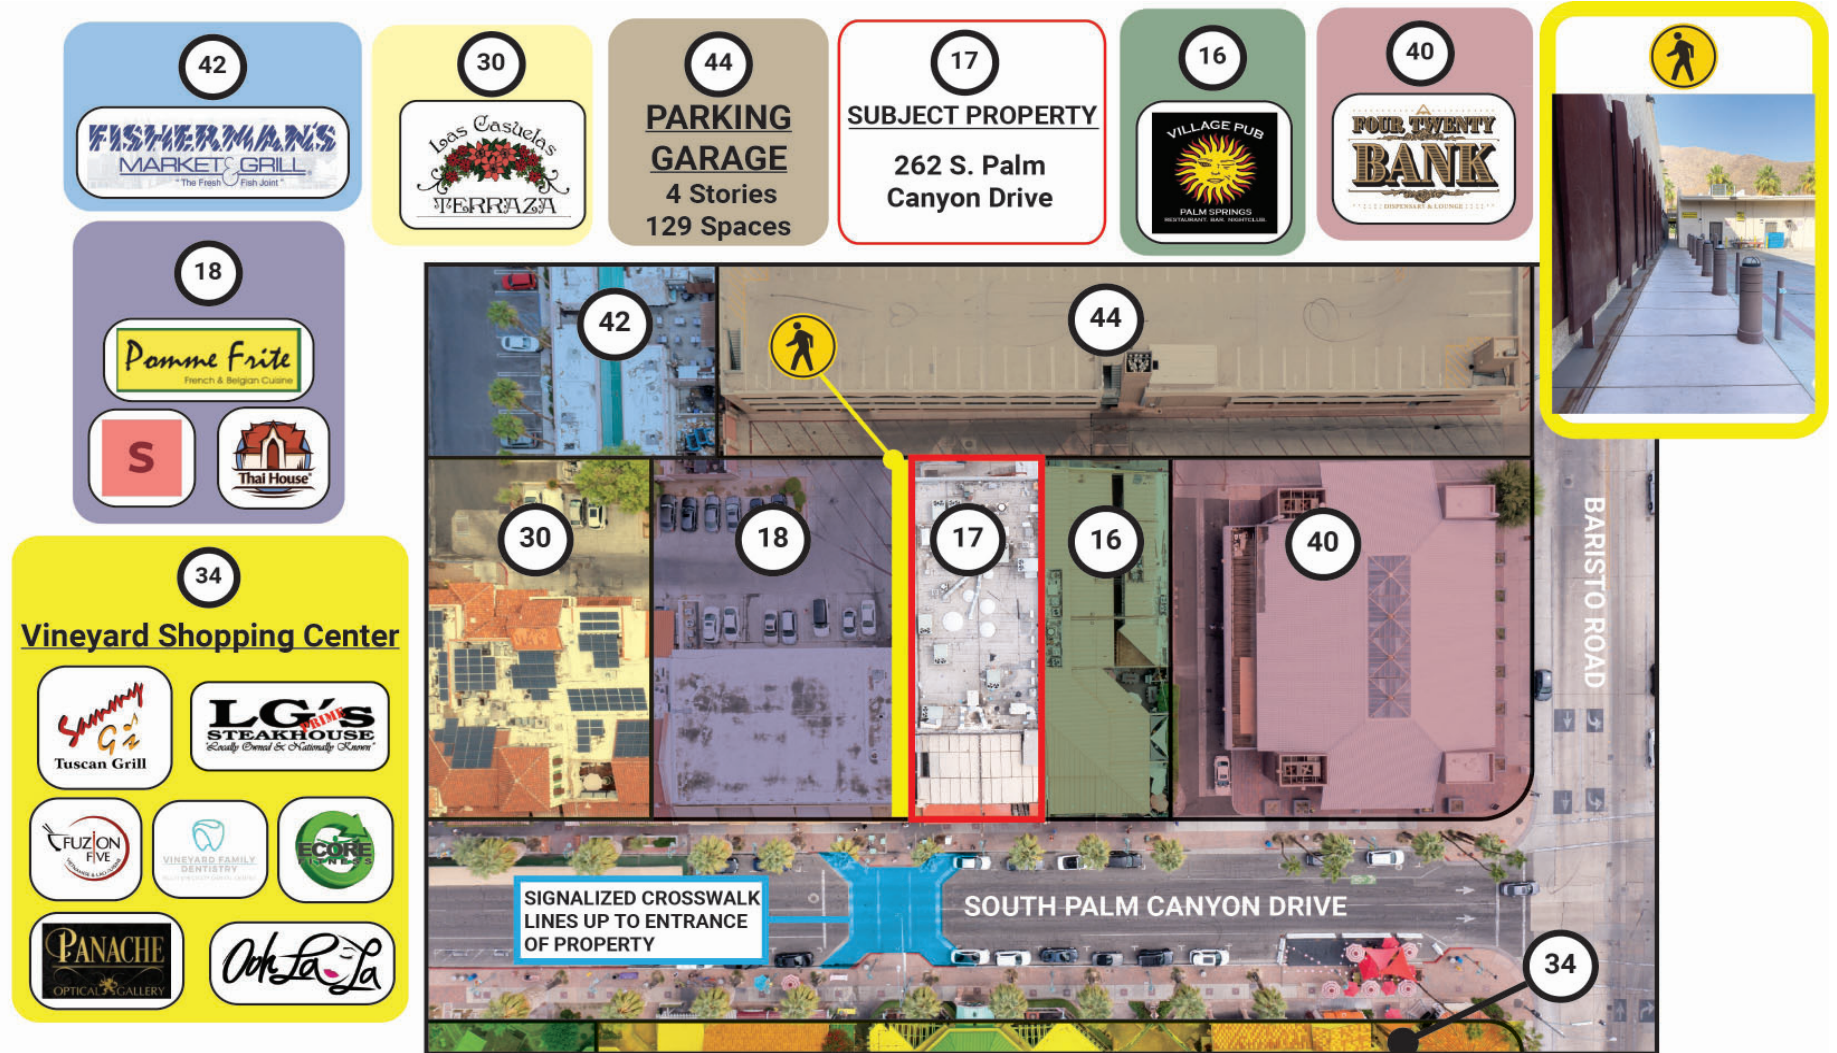 42
FISHERMAN'S
MARKET & GRILL
"The Fresh Fish Joint"
30
Las Casuelas
TERRAZA
44
PARKING
GARAGE
4 Stories
129 Spaces
17
SUBJECT PROPERTY
262 S. Palm
Canyon Drive
16
VILLAGE PUB
PALM SPRINGS
RESTAURANT. BAR. NIGHTCLUB.
40
FOUR TWENTY
BANK
DISPENSARY & LOUNGE
18
Pomme Frite
French & Belgian Cuisine
S
Thai House
34
Vineyard Shopping Center
Sammy
G's
Tuscan Grill
LG's
PRIME
STEAKHOUSE
"Locally Owned & Nationally Known"
FUZION
FIVE
VINEYARD FAMILY
DENTISTRY
ECORE
FITNESS
PANACHE
OPTICAL GALLERY
Ooh La La
42
44
30
18
17
16
40
BARISTO ROAD
SIGNALIZED CROSSWALK
LINES UP TO ENTRANCE
OF PROPERTY
SOUTH PALM CANYON DRIVE
34